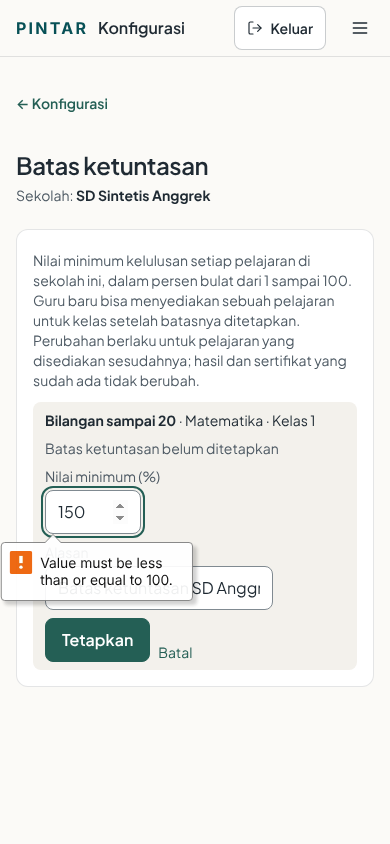 PINTAR Konfigurasi
Keluar
← Konfigurasi
Batas ketuntasan
Sekolah: SD Sintetis Anggrek
Nilai minimum kelulusan setiap pelajaran di
sekolah ini, dalam persen bulat dari 1 sampai 100.
Guru baru bisa menyediakan sebuah pelajaran
untuk kelas setelah batasnya ditetapkan.
Perubahan berlaku untuk pelajaran yang
disediakan sesudahnya; hasil dan sertifikat yang
sudah ada tidak berubah.
Bilangan sampai 20 · Matematika · Kelas 1
Batas ketuntasan belum ditetapkan
Nilai minimum (%)
150
Alasan
Value must be less
than or equal to 100.
Batas ketuntasan SD Anggr
Tetapkan
Batal